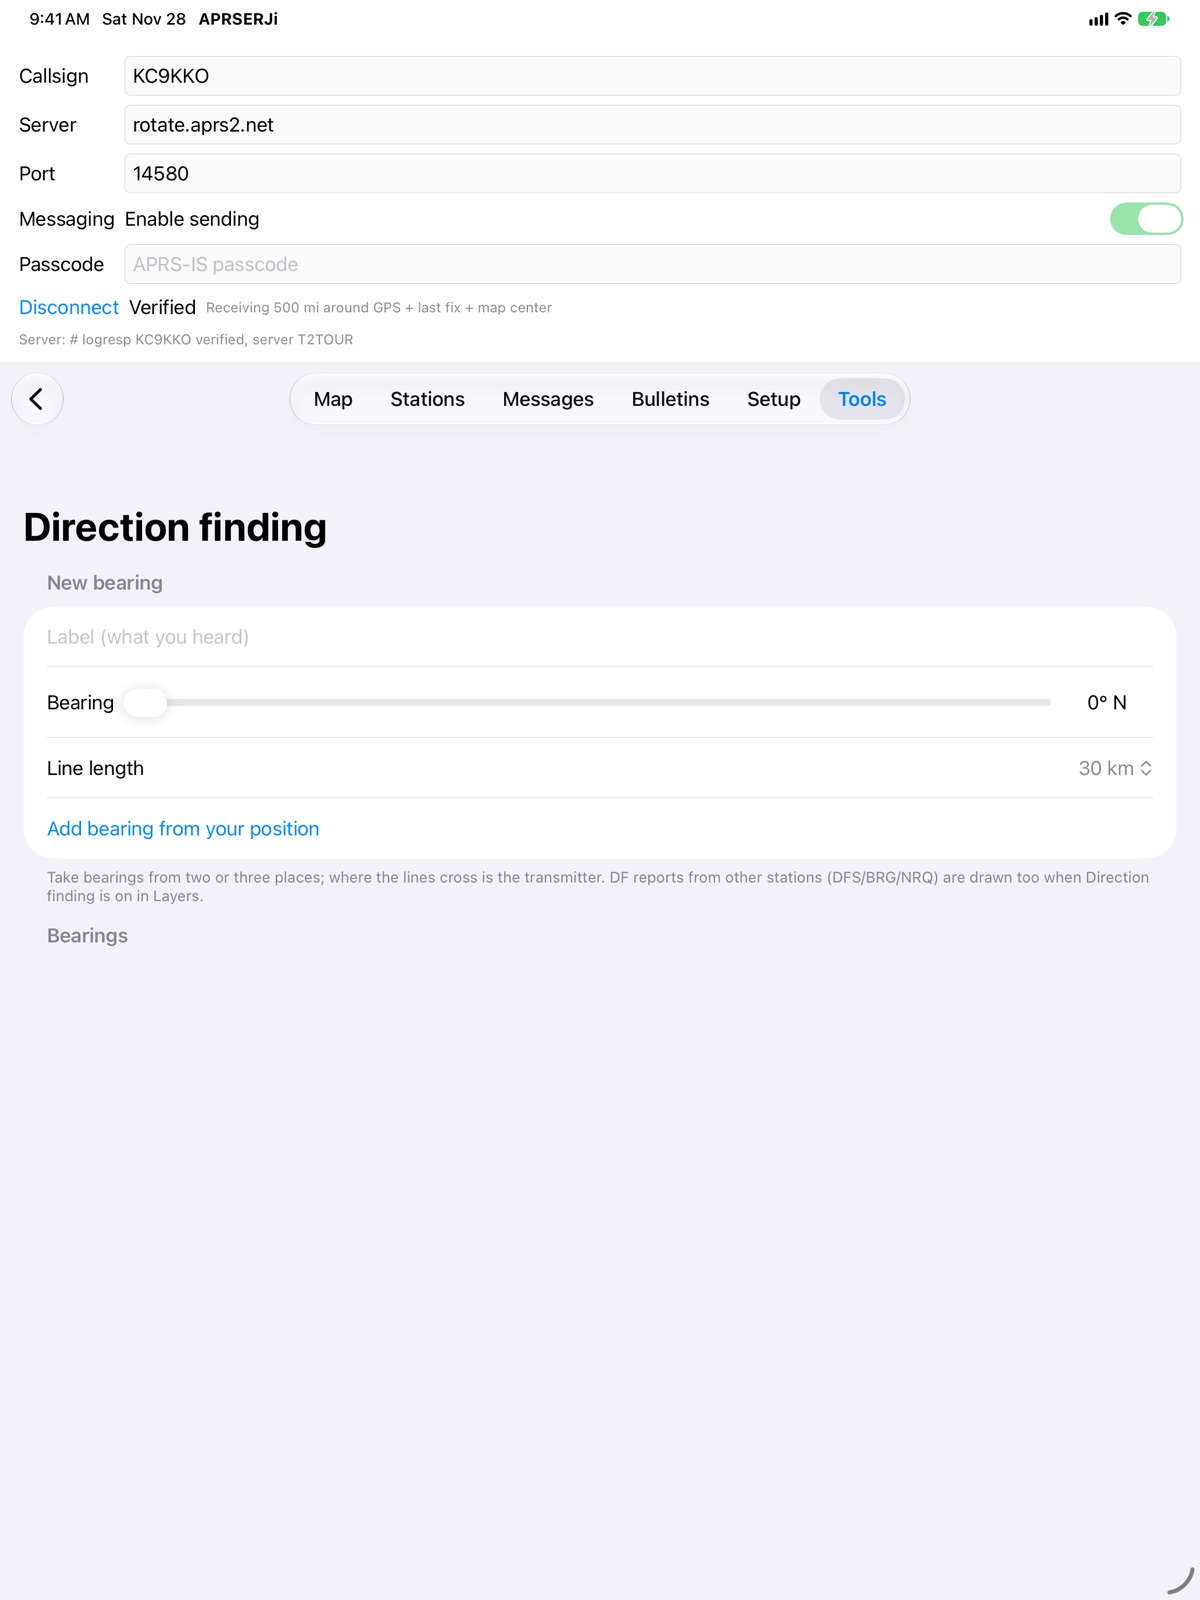 9:41 AM Sat Nov 28 APRSERJi
Callsign KC9KKO
Server rotate.aprs2.net
Port 14580
Messaging Enable sending
Passcode APRS-IS passcode
Disconnect Verified Receiving 500 mi around GPS + last fix + map center
Server: # logresp KC9KKO verified, server T2TOUR
Map Stations Messages Bulletins Setup Tools
Direction finding
New bearing
Label (what you heard)
Bearing 0° N
Line length 30 km
Add bearing from your position
Take bearings from two or three places; where the lines cross is the transmitter. DF reports from other stations (DFS/BRG/NRQ) are drawn too when Direction
finding is on in Layers.
Bearings